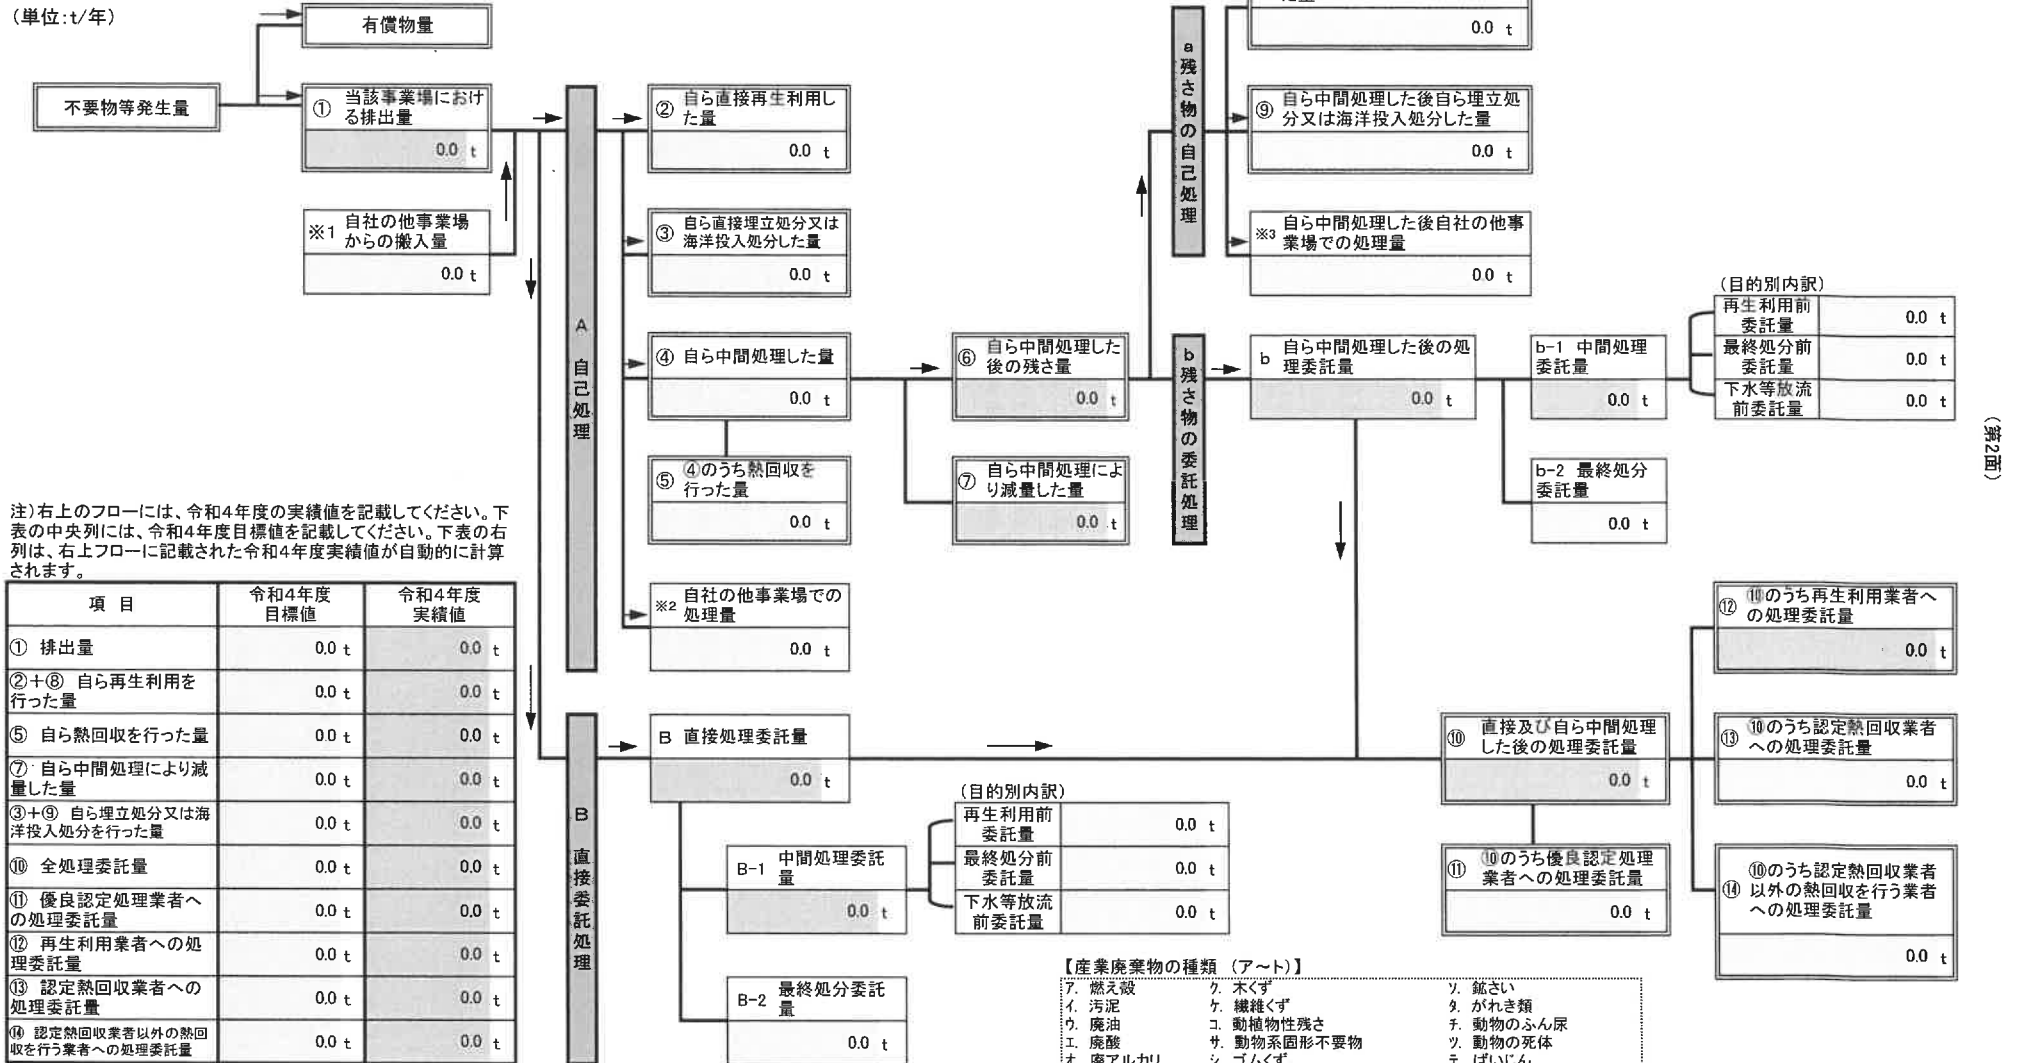 (単位:t/年)
有償物量
不要物等発生量
① 当該事業場におけ
る排出量
0.0 t
※1 自社の他事業場
からの搬入量
0.0 t
A 自己処理
② 自ら直接再生利用し
た量
0.0 t
③ 自ら直接埋立処分又は
海洋投入処分した量
0.0 t
④ 自ら中間処理した量
0.0 t
⑤ ④のうち熱回収を
行った量
0.0 t
※2 自社の他事業場での
処理量
0.0 t
⑥ 自ら中間処理した
後の残さ量
0.0 t
⑦ 自ら中間処理によ
り減量した量
0.0 t
a残さ物の自己処理
0.0 t
⑨ 自ら中間処理した後自ら埋立処
分又は海洋投入処分した量
0.0 t
※3 自ら中間処理した後自社の他事
業場での処理量
0.0 t
b残さ物の委託処理
b 自ら中間処理した後の処
理委託量
0.0 t
b-1 中間処理
委託量
0.0 t
b-2 最終処分
委託量
0.0 t
(目的別内訳)
再生利用前
委託量 0.0 t
最終処分前
委託量 0.0 t
下水等放流
前委託量 0.0 t
(第2面)
注)右上のフローには、令和4年度の実績値を記載してください。下
表の中央列には、令和4年度目標値を記載してください。下表の右
列は、右上フローに記載された令和4年度実績値が自動的に計算
されます。
項 目 令和4年度
目標値 令和4年度
実績値
① 排出量 0.0 t 0.0 t
②+⑧ 自ら再生利用を
行った量 0.0 t 0.0 t
⑤ 自ら熱回収を行った量 0.0 t 0.0 t
⑦ 自ら中間処理により減
量した量 0.0 t 0.0 t
③+⑨ 自ら埋立処分又は海
洋投入処分を行った量 0.0 t 0.0 t
⑩ 全処理委託量 0.0 t 0.0 t
⑪ 優良認定処理業者へ
の処理委託量 0.0 t 0.0 t
⑫ 再生利用業者への処
理委託量 0.0 t 0.0 t
⑬ 認定熱回収業者への
処理委託量 0.0 t 0.0 t
⑭ 認定熱回収業者以外の熱回
収を行う業者への処理委託量 0.0 t 0.0 t
B 直接委託処理
B 直接処理委託量
0.0 t
B-1 中間処理委託
量
0.0 t
B-2 最終処分委託
量
0.0 t
(目的別内訳)
再生利用前
委託量 0.0 t
最終処分前
委託量 0.0 t
下水等放流
前委託量 0.0 t
⑩ 直接及び自ら中間処理
した後の処理委託量
0.0 t
⑪ ⑩のうち優良認定処理
業者への処理委託量
0.0 t
⑫ ⑩のうち再生利用業者へ
の処理委託量
0.0 t
⑬ ⑩のうち認定熱回収業者
への処理委託量
0.0 t
⑭ ⑩のうち認定熱回収業者
以外の熱回収を行う業者
への処理委託量
0.0 t
【産業廃棄物の種類 (ア〜ト)】
ア. 燃え殻 ク. 木くず ソ. 鉱さい
イ. 汚泥 ケ. 繊維くず タ. がれき類
ウ. 廃油 コ. 動植物性残さ チ. 動物のふん尿
エ. 廃酸 サ. 動物系固形不要物 ツ. 動物の死体
オ. 廃アルカリ シ. ゴムくず テ. ばいじん